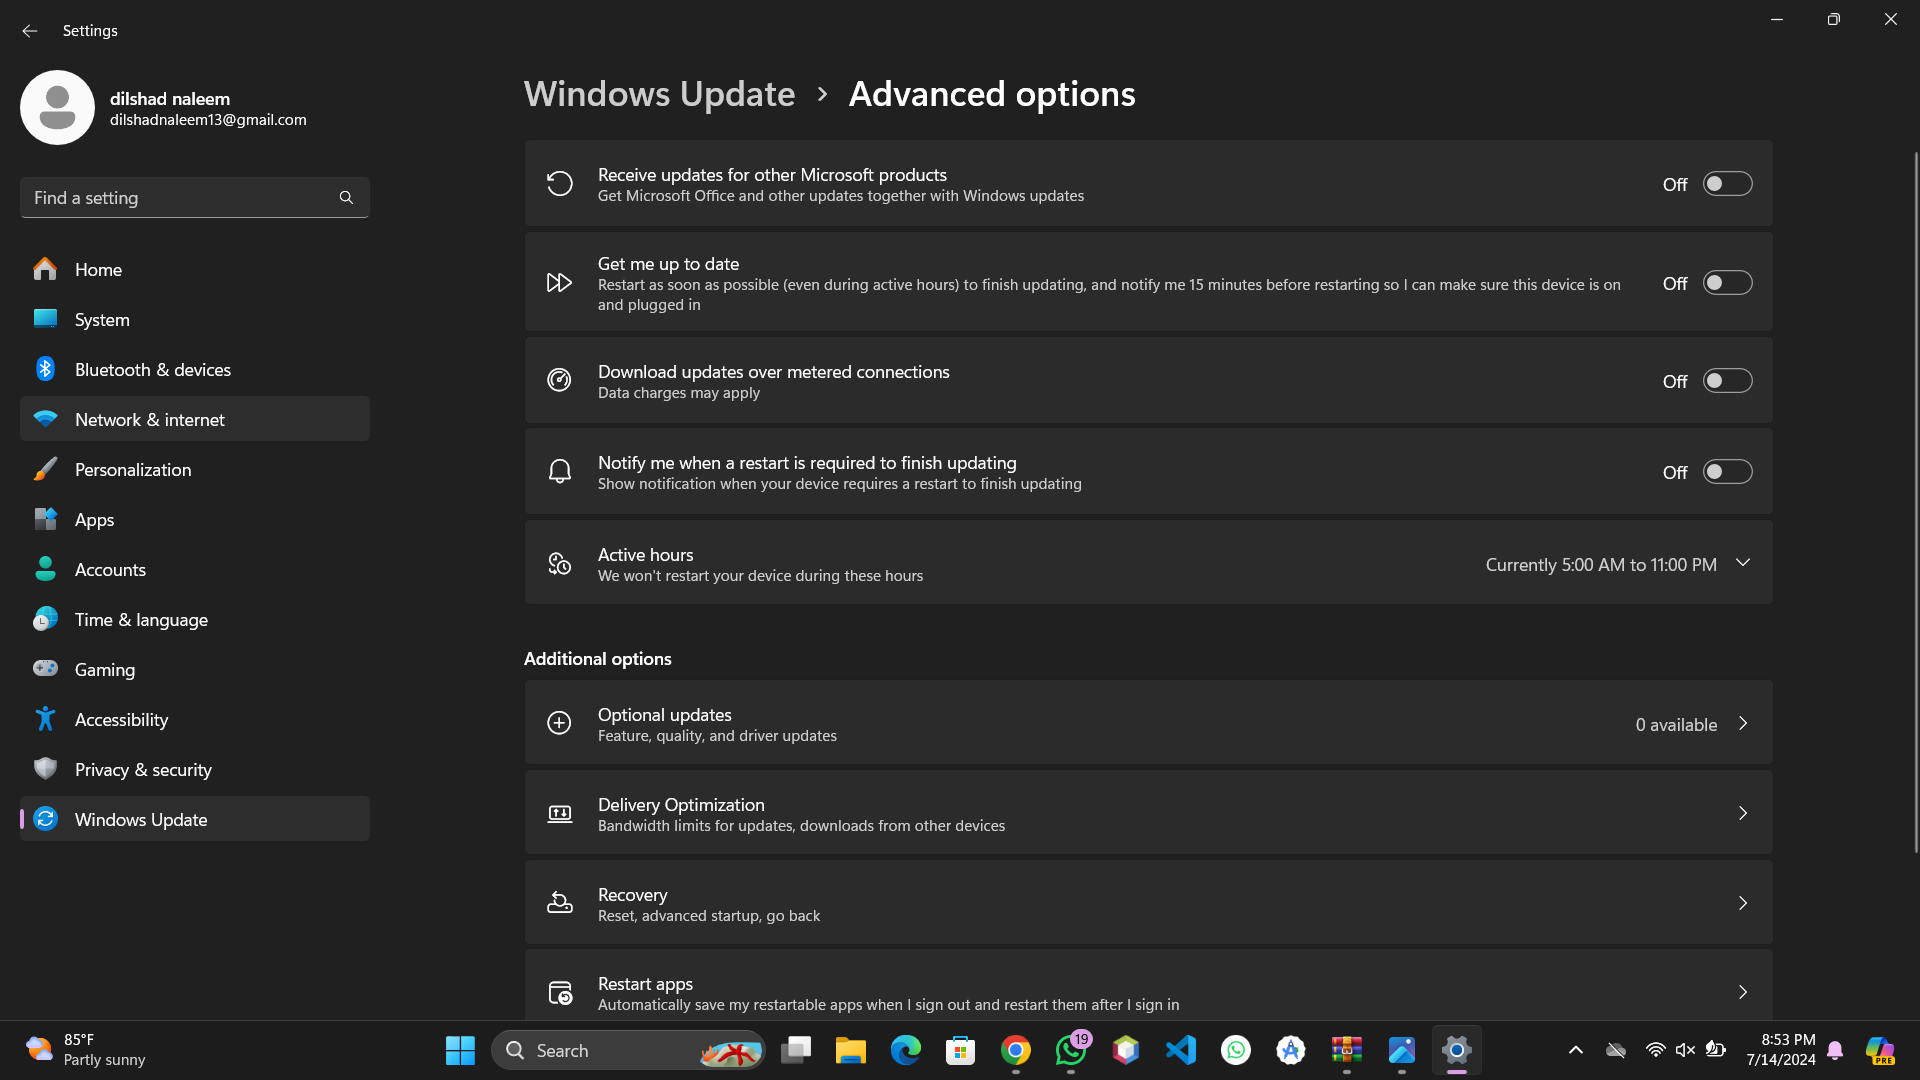 Settings
dilshad naleem
dilshadnaleem13@gmail.com
Find a setting
Home
System
Bluetooth & devices
Network & internet
Personalization
Apps
Accounts
Time & language
Gaming
Accessibility
Privacy & security
Windows Update
Windows Update > Advanced options
Receive updates for other Microsoft products
Get Microsoft Office and other updates together with Windows updates
Off
Get me up to date
Restart as soon as possible (even during active hours) to finish updating, and notify me 15 minutes before restarting so I can make sure this device is on
and plugged in
Off
Download updates over metered connections
Data charges may apply
Off
Notify me when a restart is required to finish updating
Show notification when your device requires a restart to finish updating
Off
Active hours
We won't restart your device during these hours
Currently 5:00 AM to 11:00 PM
Additional options
Optional updates
Feature, quality, and driver updates
0 available
Delivery Optimization
Bandwidth limits for updates, downloads from other devices
Recovery
Reset, advanced startup, go back
Restart apps
Automatically save my restartable apps when I sign out and restart them after I sign in
85°F
Partly sunny
Search
19
8:53 PM
7/14/2024
PRE